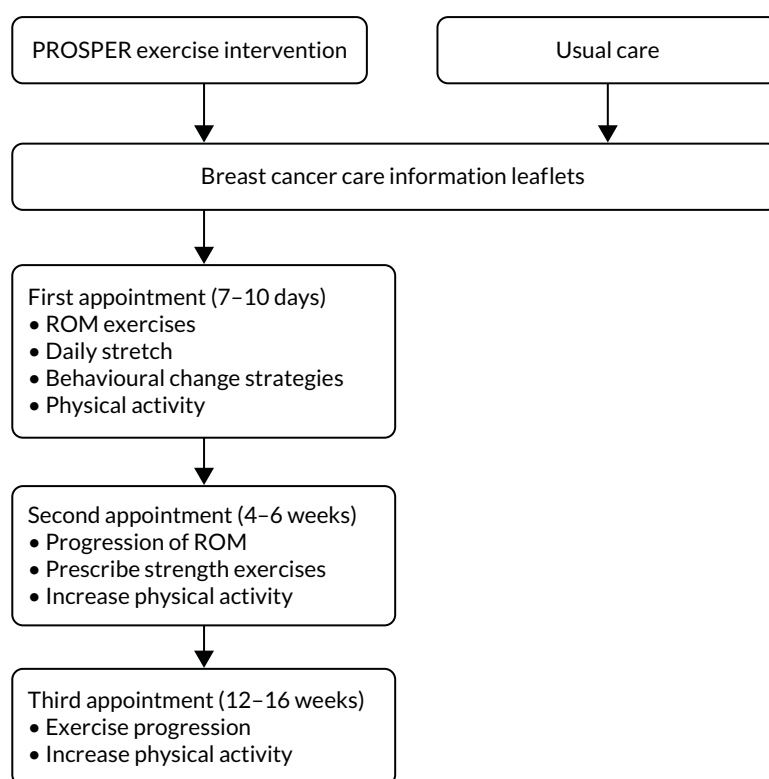 PROSPER exercise intervention
Usual care
Breast cancer care information leaflets
First appointment (7–10 days)
• ROM exercises
• Daily stretch
• Behavioural change strategies
• Physical activity
Second appointment (4–6 weeks)
• Progression of ROM
• Prescribe strength exercises
• Increase physical activity
Third appointment (12–16 weeks)
• Exercise progression
• Increase physical activity